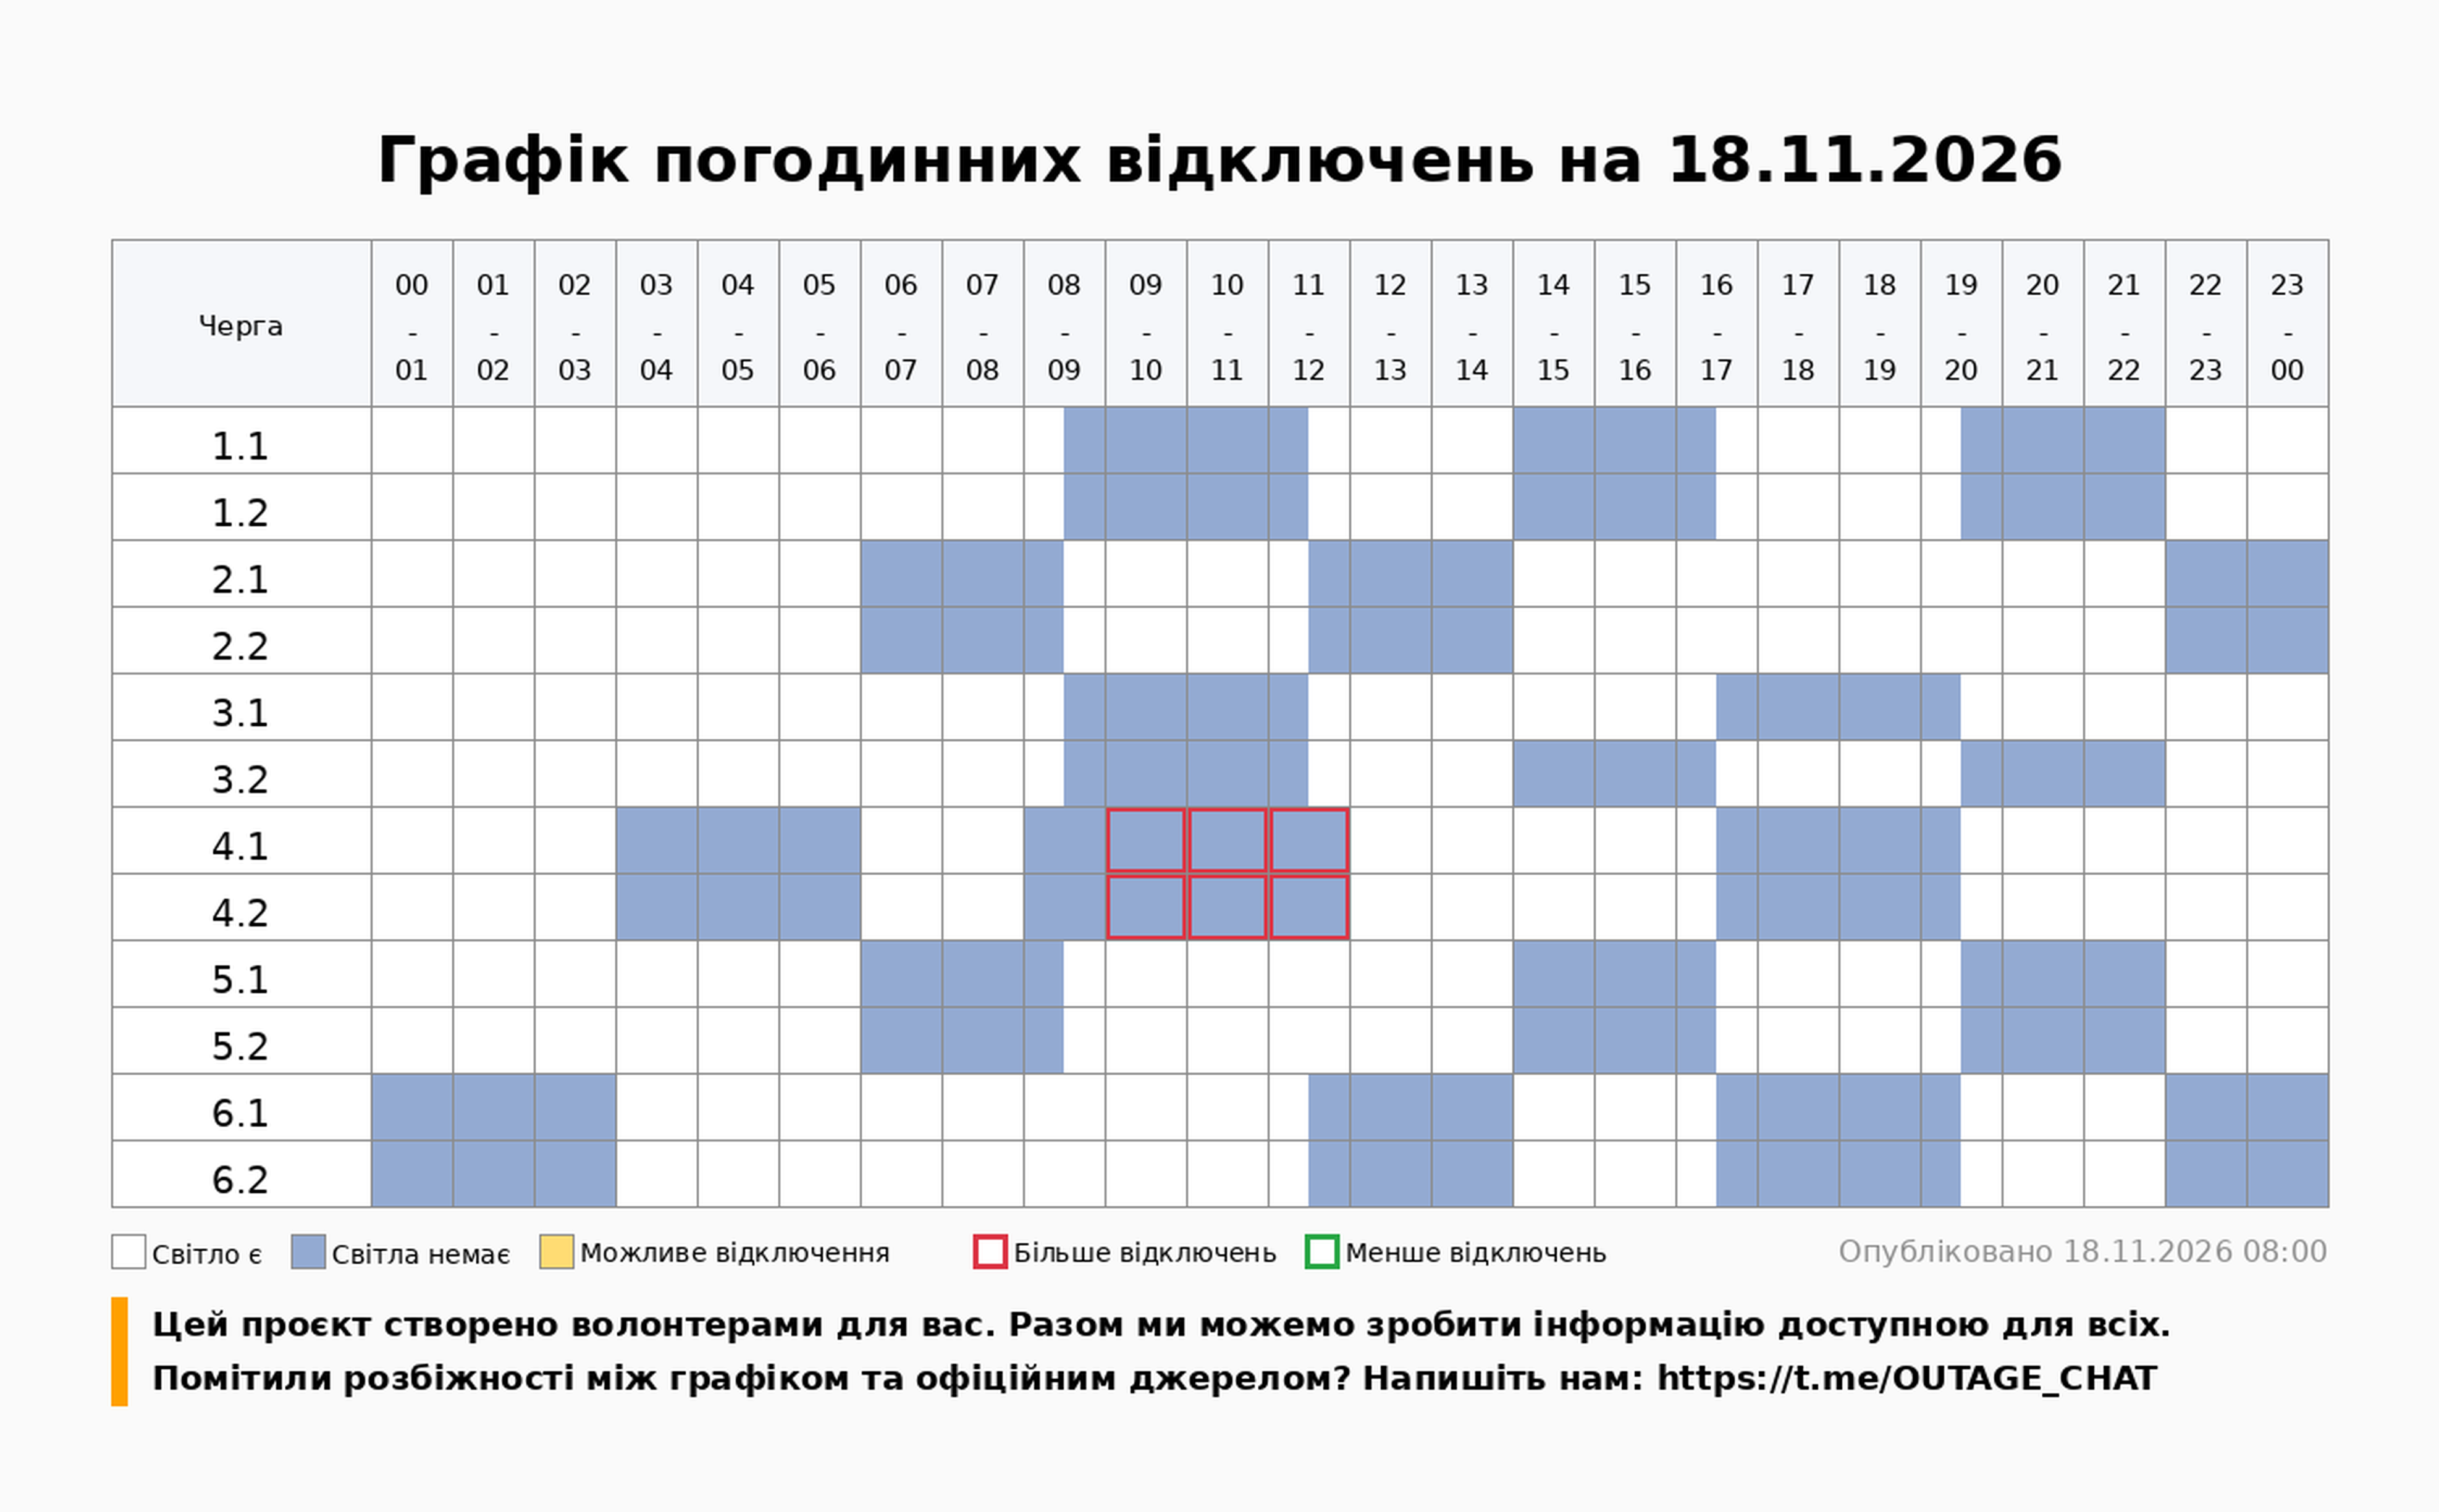 Графік погодинних відключень на 18.11.2026
Черга 00 - 01 01 - 02 02 - 03 03 - 04 04 - 05 05 - 06 06 - 07 07 - 08 08 - 09 09 - 10 10 - 11 11 - 12 12 - 13 13 - 14 14 - 15 15 - 16 16 - 17 17 - 18 18 - 19 19 - 20 20 - 21 21 - 22 22 - 23 23 - 00
1.1
1.2
2.1
2.2
3.1
3.2
4.1
4.2
5.1
5.2
6.1
6.2
Світло є Світла немає Можливе відключення Більше відключень Менше відключень Опубліковано 18.11.2026 08:00
Цей проєкт створено волонтерами для вас. Разом ми можемо зробити інформацію доступною для всіх.
Помітили розбіжності між графіком та офіційним джерелом? Напишіть нам: https://t.me/OUTAGE_CHAT